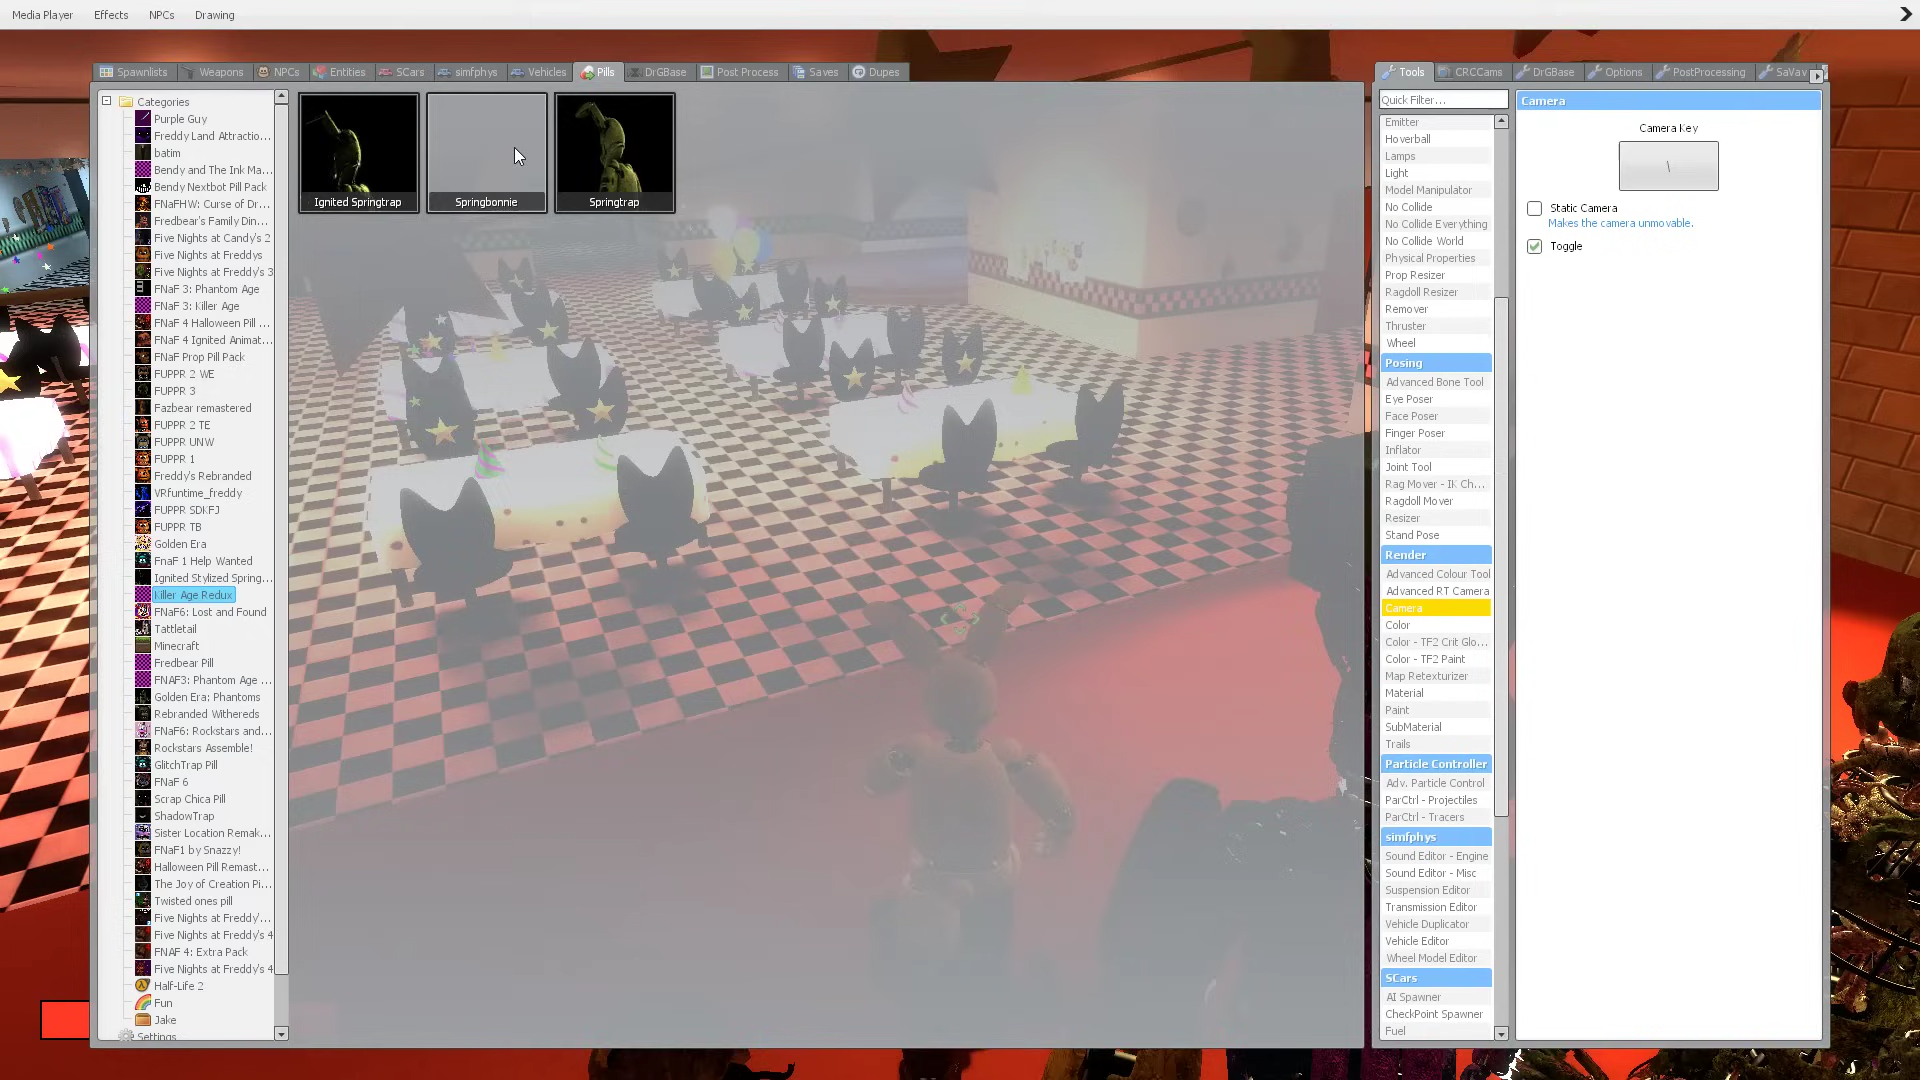 Media Player Effects NPCs Drawing
Spawnlists Weapons NPCs Entities SCars simfphys Vehicles Pills DrGBase Post Process Saves Dupes
Categories
Purple Guy
Freddy Land Attractio...
batim
Bendy and The Ink Ma...
Bendy Nextbot Pill Pack
FNaFHW: Curse of Dr...
Fredbear's Family Din...
Five Nights at Candy's 2
Five Nights at Freddys
Five Nights at Freddy's 3
FNaF 3: Phantom Age
FNaF 3: Killer Age
FNaF 4 Halloween Pill ...
FNaF 4 Ignited Animat...
FNaF Prop Pill Pack
FUPPR 2 WE
FUPPR 3
Fazbear remastered
FUPPR 2 TE
FUPPR UNW
FUPPR 1
Freddy's Rebranded
VRfuntime_freddy
FUPPR SDKFJ
FUPPR TB
Golden Era
FnaF 1 Help Wanted
Ignited Stylized Spring...
Killer Age Redux
FNaF6: Lost and Found
Tattletail
Minecraft
Fredbear Pill
FNAF3: Phantom Age ...
Golden Era: Phantoms
Rebranded Withereds
FNaF6: Rockstars and...
Rockstars Assemble!
GlitchTrap Pill
FNaF 6
Scrap Chica Pill
ShadowTrap
Sister Location Remak...
FNaF1 by Snazzy!
Halloween Pill Remast...
The Joy of Creation Pi...
Twisted ones pill
Five Nights at Freddy'...
Five Nights at Freddy's 4
FNAF 4: Extra Pack
Five Nights at Freddy's 4
Half-Life 2
Fun
Jake
Settings
Ignited Springtrap Springbonnie Springtrap
Tools CRCCams DrGBase Options PostProcessing SaVav
Quick Filter...
Emitter
Hoverball
Lamps
Light
Model Manipulator
No Collide
No Collide Everything
No Collide World
Physical Properties
Prop Resizer
Ragdoll Resizer
Remover
Thruster
Wheel
Posing
Advanced Bone Tool
Eye Poser
Face Poser
Finger Poser
Inflator
Joint Tool
Rag Mover - IK Ch...
Ragdoll Mover
Resizer
Stand Pose
Render
Advanced Colour Tool
Advanced RT Camera
Camera
Color
Color - TF2 Crit Glo...
Color - TF2 Paint
Map Retexturizer
Material
Paint
SubMaterial
Trails
Particle Controller
Adv. Particle Control
ParCtrl - Projectiles
ParCtrl - Tracers
simfphys
Sound Editor - Engine
Sound Editor - Misc
Suspension Editor
Transmission Editor
Vehicle Duplicator
Vehicle Editor
Wheel Model Editor
SCars
AI Spawner
CheckPoint Spawner
Fuel
Camera
Camera Key
\
Static Camera
Makes the camera unmovable.
Toggle